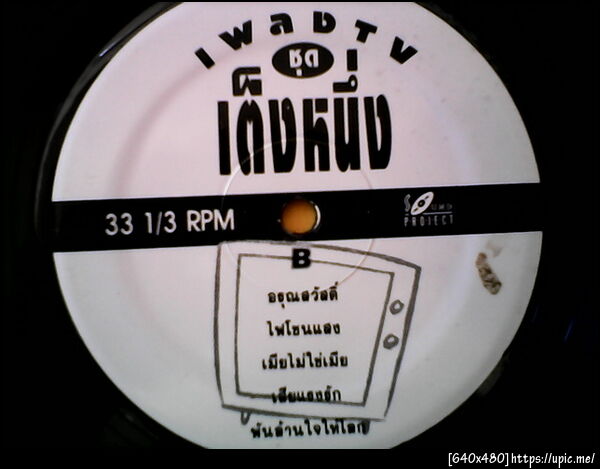 เพลงTV
ชุด 1
เต็งหนึ่ง
33 1/3 RPM
SOUND
PROJECT
B
อรุณสวัสดิ์
ไฟโชนแสง
เมียไม่ใช่เมีย
เสียแรงรัก
พันล้านใจให้โลก
[640x480]https://upic.me/